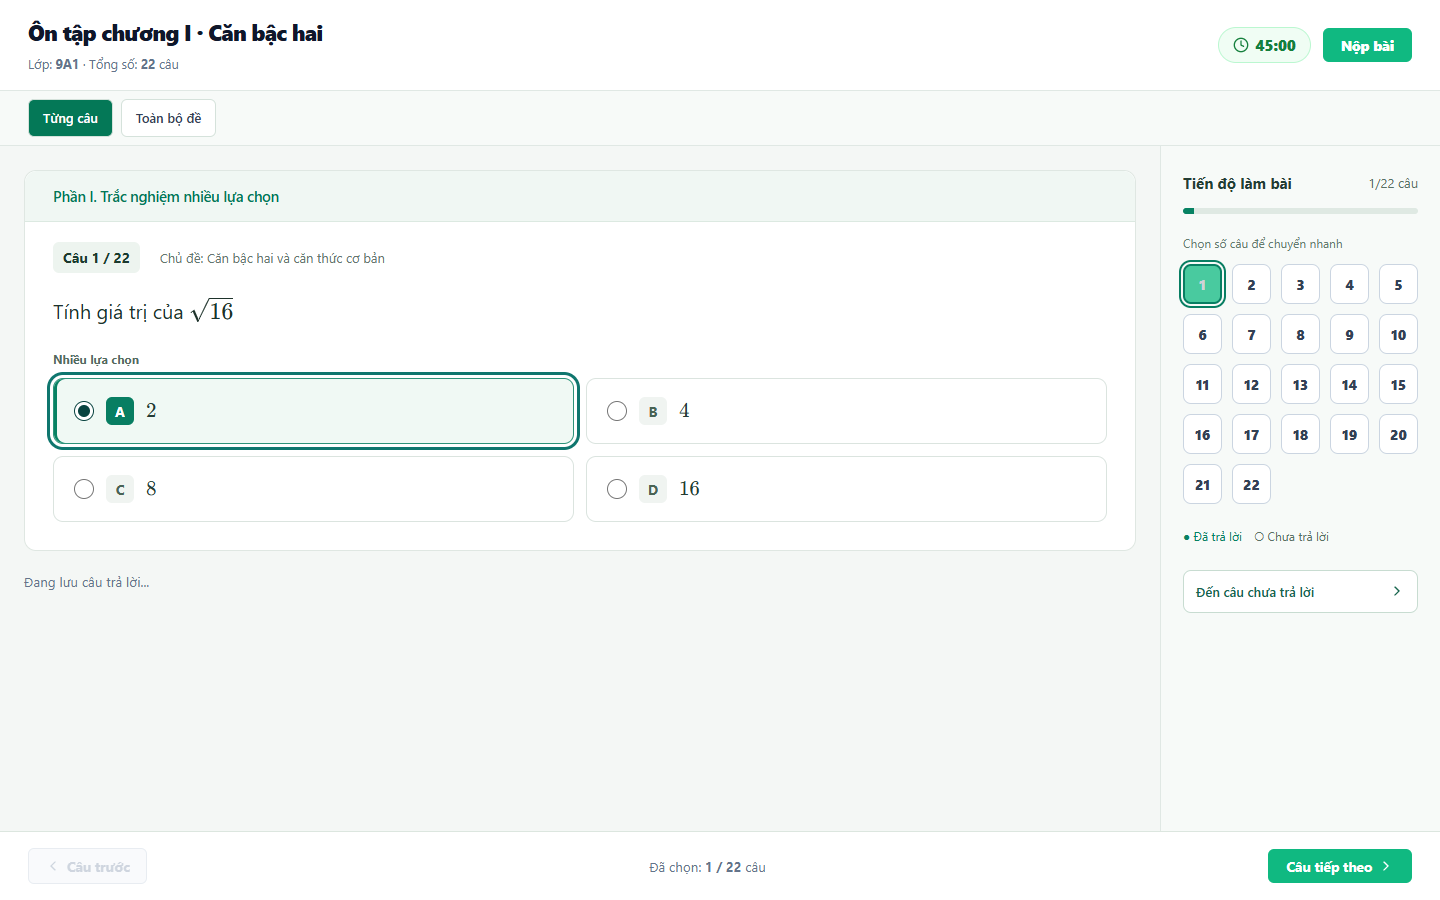 Ôn tập chương I · Căn bậc hai
Lớp: 9A1 · Tổng số: 22 câu
45:00
Nộp bài
Từng câu
Toàn bộ đề
Phần I. Trắc nghiệm nhiều lựa chọn
Câu 1 / 22
Chủ đề: Căn bậc hai và căn thức cơ bản
Tính giá trị của √16
Nhiều lựa chọn
A 2
B 4
C 8
D 16
Đang lưu câu trả lời...
Tiến độ làm bài
1/22 câu
Chọn số câu để chuyển nhanh
1 2 3 4 5
6 7 8 9 10
11 12 13 14 15
16 17 18 19 20
21 22
● Đã trả lời ○ Chưa trả lời
Đến câu chưa trả lời
Câu trước
Đã chọn: 1 / 22 câu
Câu tiếp theo